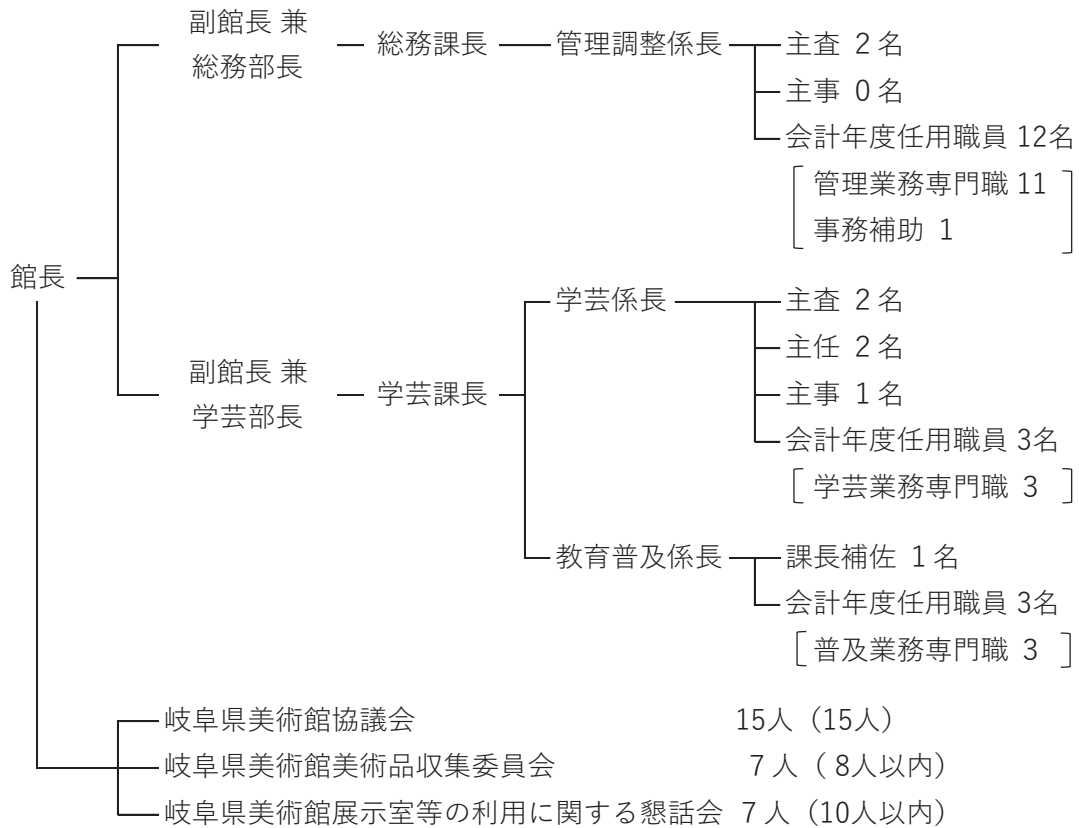 副館長 兼
総務部長
総務課長
管理調整係長
主査 2名
主事 0名
会計年度任用職員 12名
管理業務専門職 11
事務補助 1
館長
副館長 兼
学芸部長
学芸課長
学芸係長
主査 2名
主任 2名
主事 1名
会計年度任用職員 3名
学芸業務専門職 3
教育普及係長
課長補佐 1名
会計年度任用職員 3名
普及業務専門職 3
岐阜県美術館協議会 15人(15人)
岐阜県美術館美術品収集委員会 7人(8人以内)
岐阜県美術館展示室等の利用に関する懇話会 7人(10人以内)